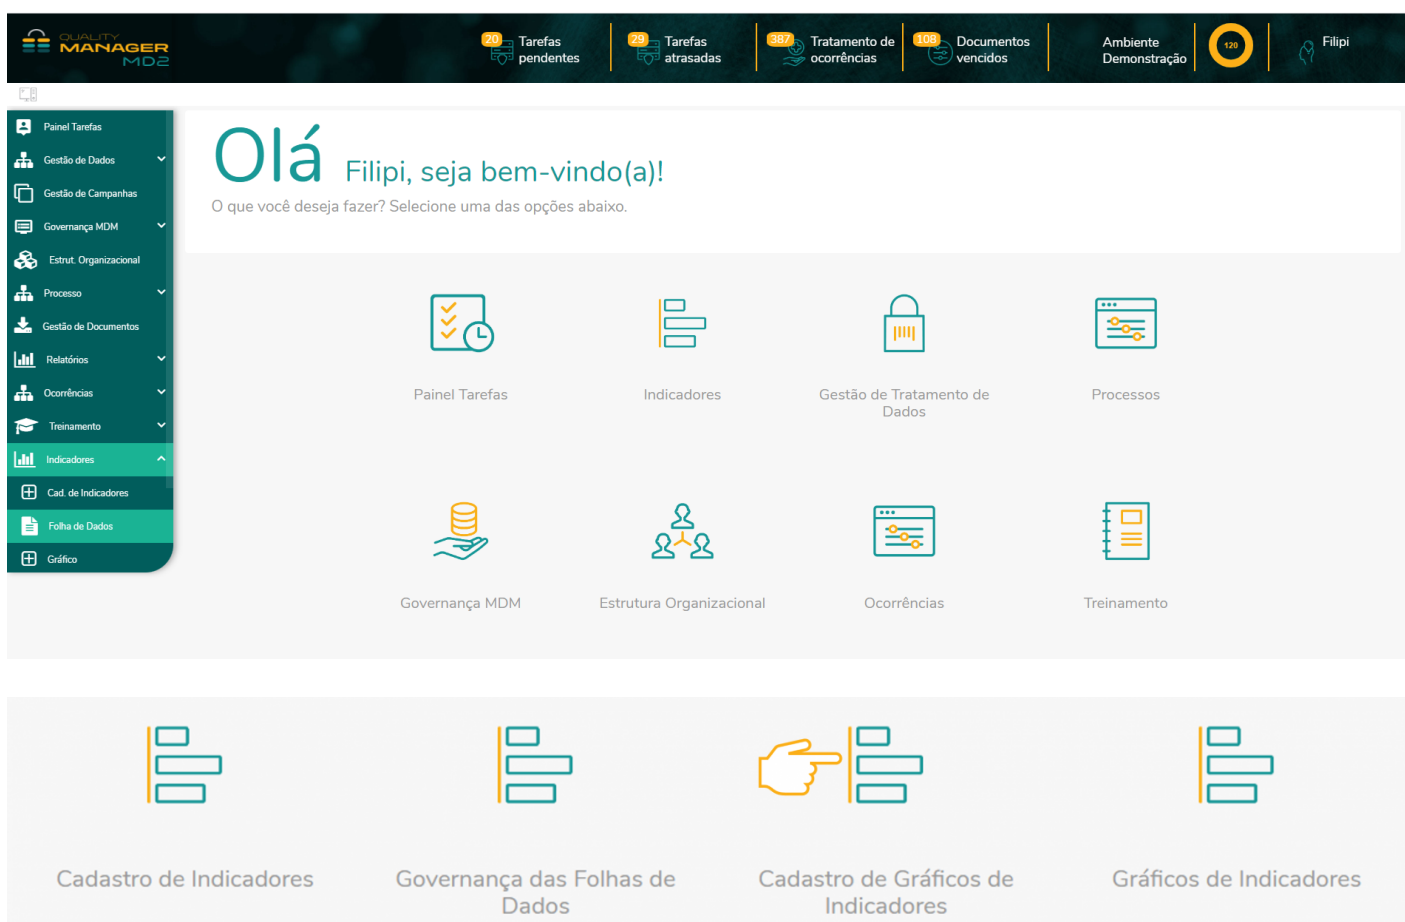 QUALITY
MANAGER
MD2
20
Tarefas
pendentes
29
Tarefas
atrasadas
387
Tratamento de
ocorrências
108
Documentos
vencidos
Ambiente
Demonstração
120
Filipi
Painel Tarefas
Gestão de Dados
Gestão de Campanhas
Governança MDM
Estrut. Organizacional
Processo
Gestão de Documentos
Relatórios
Ocorrências
Treinamento
Indicadores
Cad. de Indicadores
Folha de Dados
Gráfico
Olá Filipi, seja bem-vindo(a)!
O que você deseja fazer? Selecione uma das opções abaixo.
Painel Tarefas
Indicadores
Gestão de Tratamento de
Dados
Processos
Governança MDM
Estrutura Organizacional
Ocorrências
Treinamento
Cadastro de Indicadores
Governança das Folhas de
Dados
Cadastro de Gráficos de
Indicadores
Gráficos de Indicadores